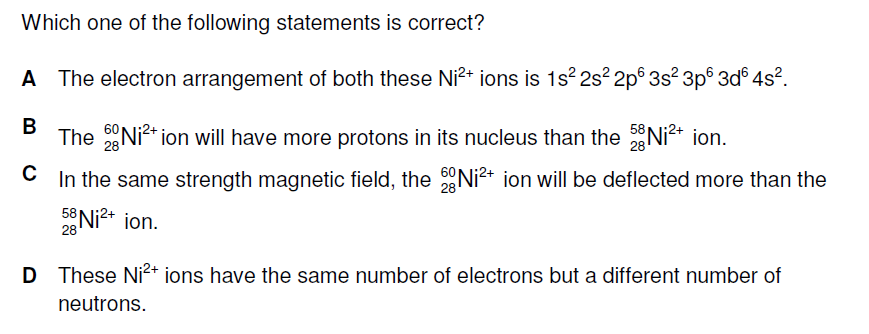 Which one of the following statements is correct?
A The electron arrangement of both these Ni²⁺ ions is 1s² 2s² 2p⁶ 3s² 3p⁶ 3d⁶ 4s².
B The ⁶⁰₂₈Ni²⁺ ion will have more protons in its nucleus than the ⁵⁸₂₈Ni²⁺ ion.
C In the same strength magnetic field, the ⁶⁰₂₈Ni²⁺ ion will be deflected more than the
⁵⁸₂₈Ni²⁺ ion.
D These Ni²⁺ ions have the same number of electrons but a different number of
neutrons.